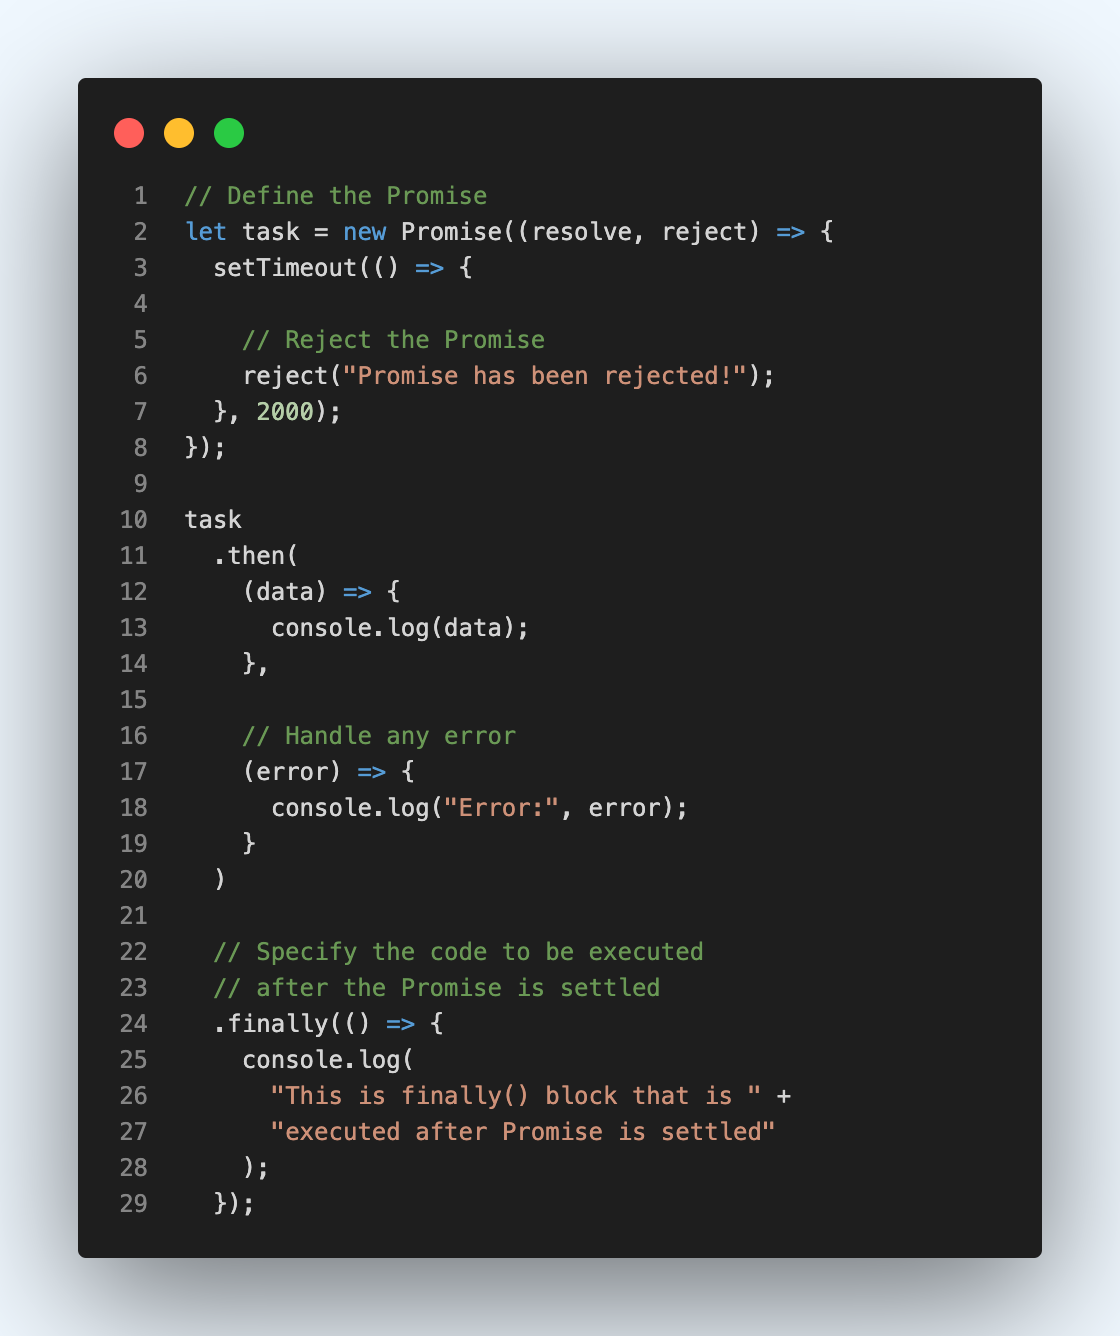 1 // Define the Promise
2 let task = new Promise((resolve, reject) => {
3   setTimeout(() => {
4
5     // Reject the Promise
6     reject("Promise has been rejected!");
7   }, 2000);
8 });
9
10 task
11   .then(
12     (data) => {
13       console.log(data);
14     },
15
16     // Handle any error
17     (error) => {
18       console.log("Error:", error);
19     }
20   )
21
22   // Specify the code to be executed
23   // after the Promise is settled
24   .finally(() => {
25     console.log(
26       "This is finally() block that is " +
27       "executed after Promise is settled"
28     );
29   });